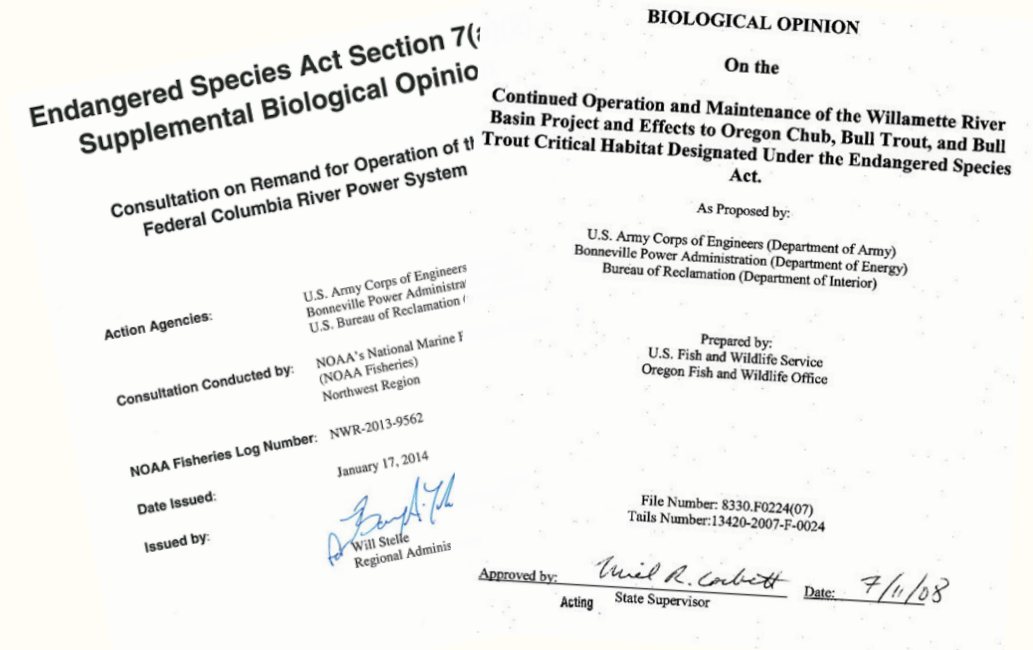 Endangered Species Act Section 7(
Supplemental Biological Opinio
Consultation on Remand for Operation of th
Federal Columbia River Power System
Action Agencies:
U.S. Army Corps of Engineers
Bonneville Power Administra
U.S. Bureau of Reclamation (
Consultation Conducted by:
NOAA's National Marine F
(NOAA Fisheries)
Northwest Region
NOAA Fisheries Log Number:
NWR-2013-9562
Date Issued:
January 17, 2014
Issued by:
Will Stelle
Regional Adminis
BIOLOGICAL OPINION
On the
Continued Operation and Maintenance of the Willamette River
Basin Project and Effects to Oregon Chub, Bull Trout, and Bull
Trout Critical Habitat Designated Under the Endangered Species
Act.
As Proposed by:
U.S. Army Corps of Engineers (Department of Army)
Bonneville Power Administration (Department of Energy)
Bureau of Reclamation (Department of Interior)
Prepared by:
U.S. Fish and Wildlife Service
Oregon Fish and Wildlife Office
File Number: 8330.F0224(07)
Tails Number:13420-2007-F-0024
Approved by: R. Corbett Date: 7/11/08
Acting State Supervisor